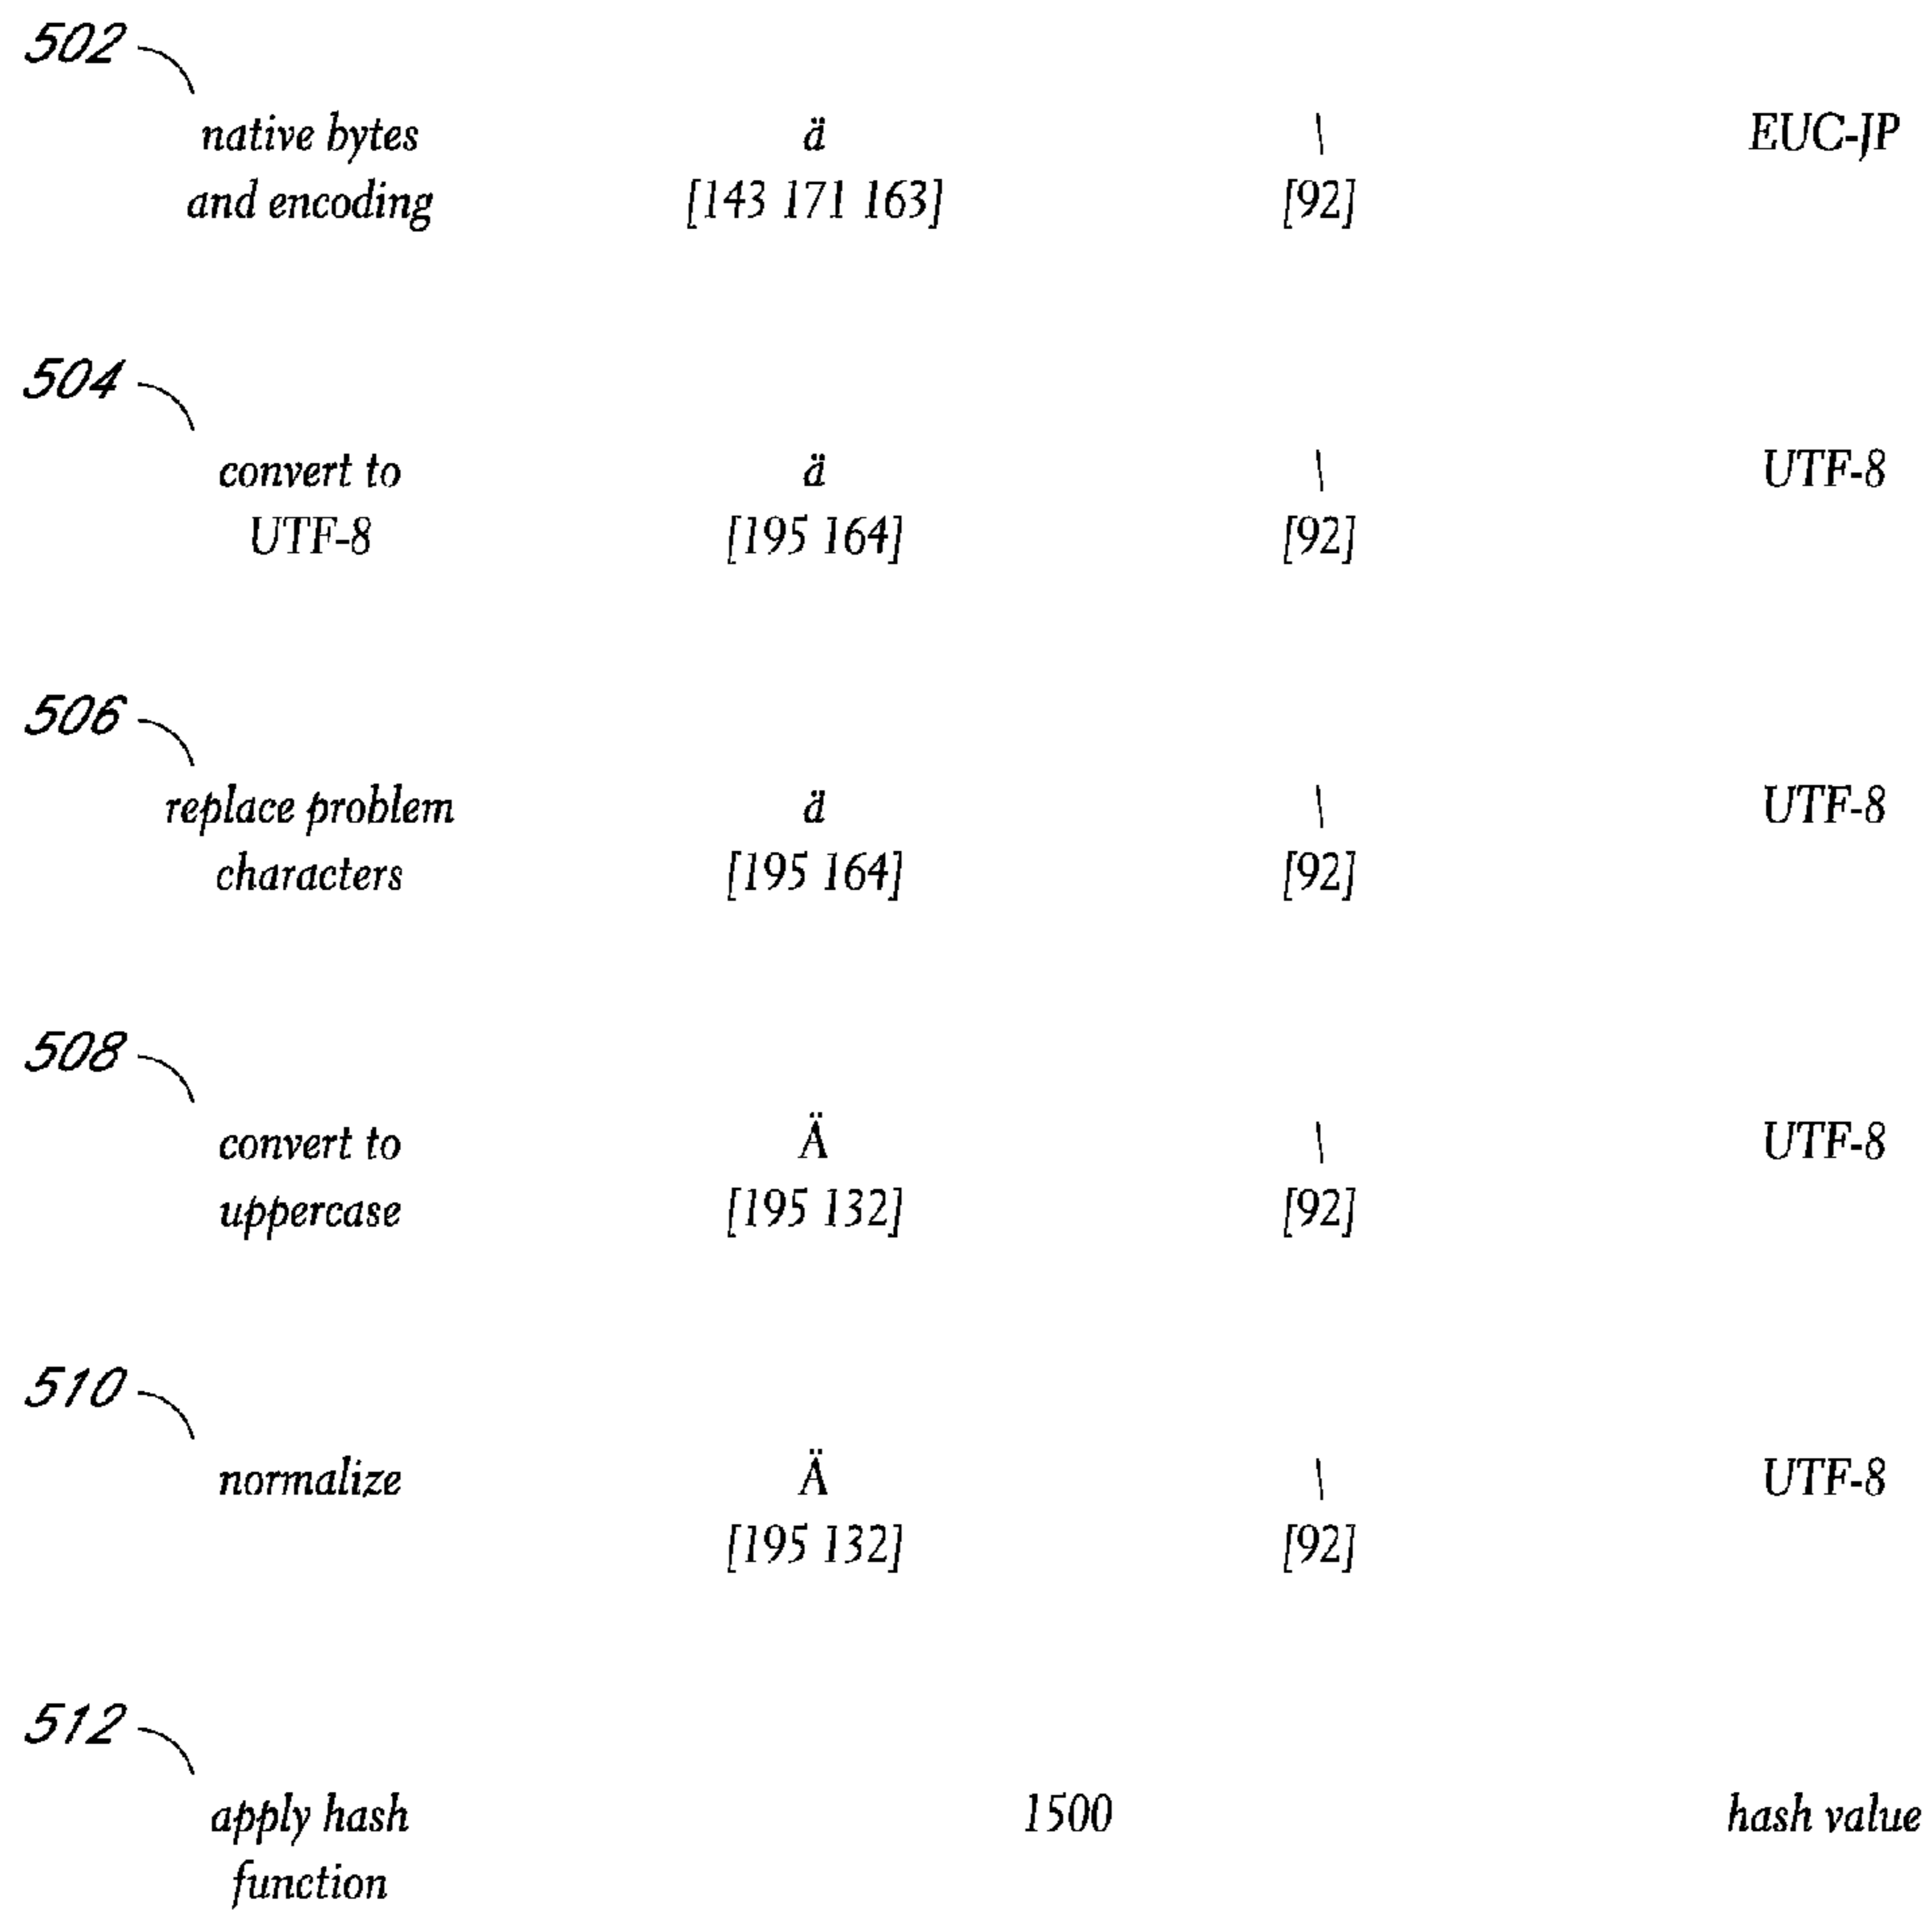 502
native bytes ä \ EUC-JP
and encoding [143 171 163] [92]
504
convert to ä \ UTF-8
UTF-8 [195 164] [92]
506
replace problem ä \ UTF-8
characters [195 164] [92]
508
convert to Ä \ UTF-8
uppercase [195 132] [92]
510
normalize Ä \ UTF-8
[195 132] [92]
512
apply hash 1500 hash value
function